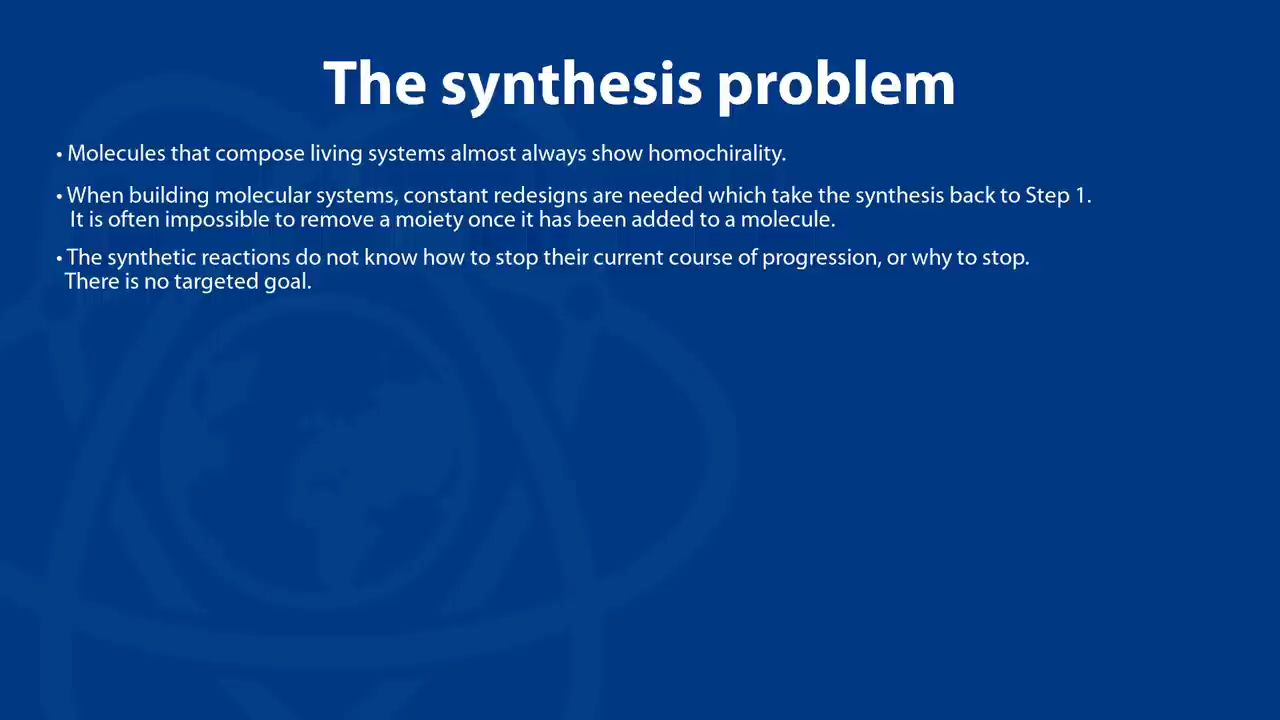 The synthesis problem
• Molecules that compose living systems almost always show homochirality.
• When building molecular systems, constant redesigns are needed which take the synthesis back to Step 1.
It is often impossible to remove a moiety once it has been added to a molecule.
• The synthetic reactions do not know how to stop their current course of progression, or why to stop.
There is no targeted goal.